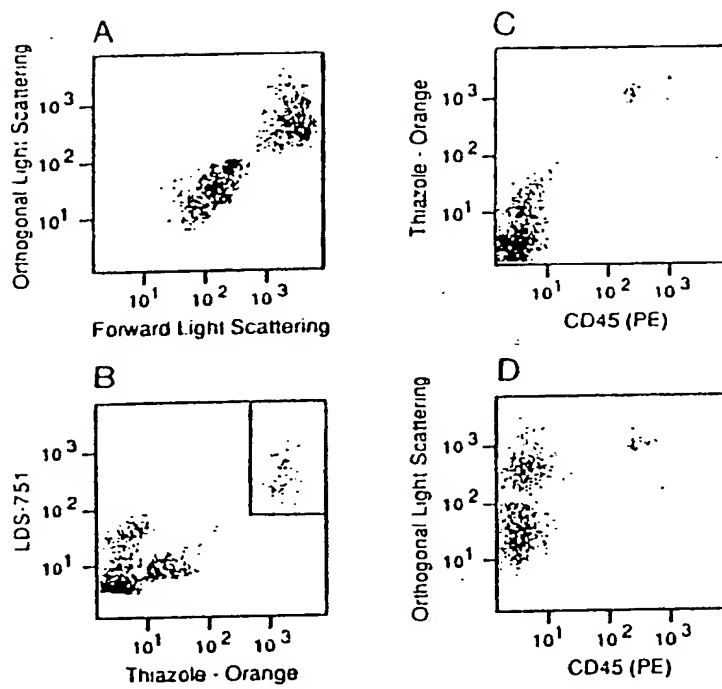 A
Orthogonal Light Scattering
10³
10²
10¹
10¹ 10² 10³
Forward Light Scattering
B
LDS-751
10³
10²
10¹
10¹ 10² 10³
Thiazole - Orange
C
Thiazole - Orange
10³
10²
10¹
10¹ 10² 10³
CD45 (PE)
D
Orthogonal Light Scattering
10³
10²
10¹
10¹ 10² 10³
CD45 (PE)